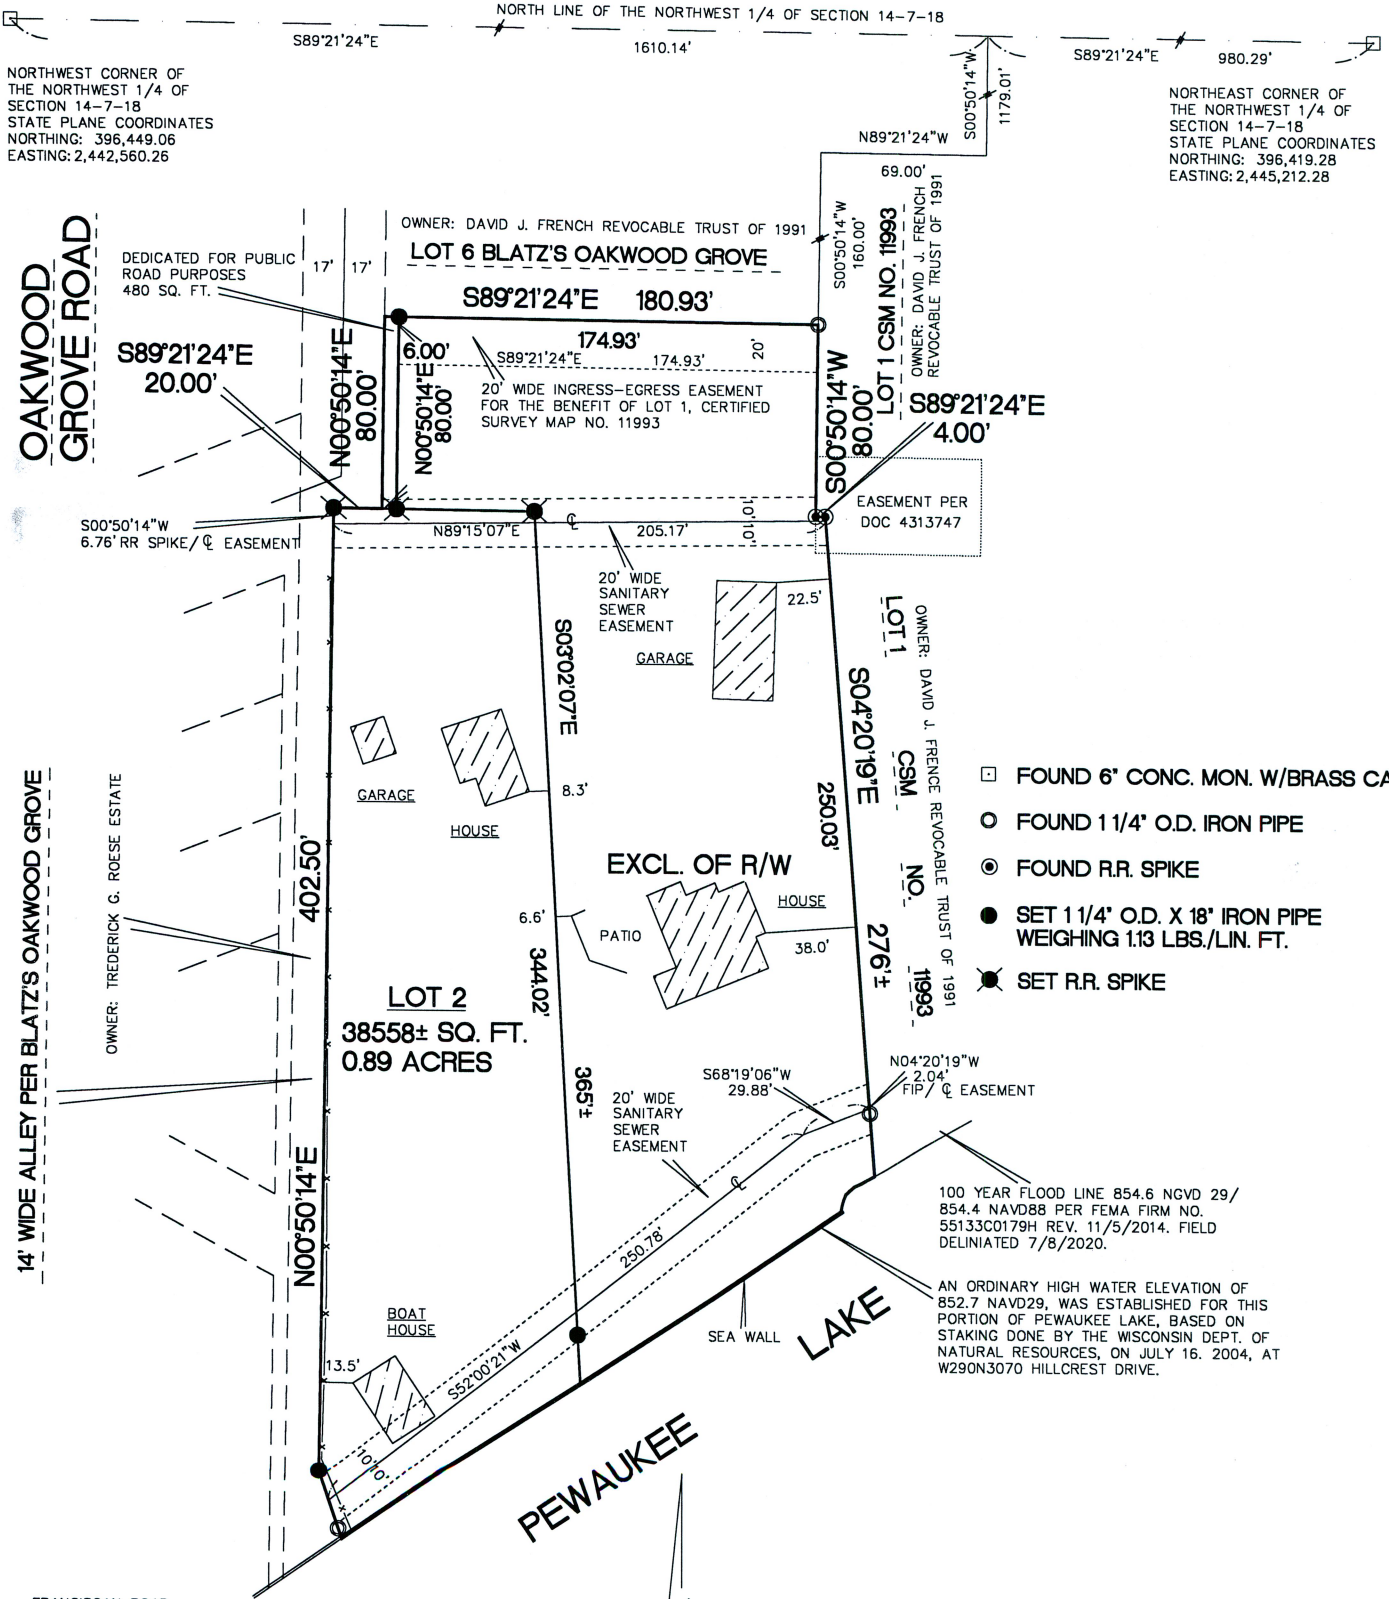 NORTH LINE OF THE NORTHWEST 1/4 OF SECTION 14-7-18
S89°21'24"E
1610.14'
S89°21'24"E
980.29'
NORTHWEST CORNER OF
THE NORTHWEST 1/4 OF
SECTION 14-7-18
STATE PLANE COORDINATES
NORTHING: 396,449.06
EASTING: 2,442,560.26
S00°50'14"W
1179.01'
NORTHEAST CORNER OF
THE NORTHWEST 1/4 OF
SECTION 14-7-18
STATE PLANE COORDINATES
NORTHING: 396,419.28
EASTING: 2,445,212.28
N89°21'24"W
69.00'
S00°50'14"W
160.00'
LOT 1 CSM NO. 11993
OWNER: DAVID J. FRENCH
REVOCABLE TRUST OF 1991
OAKWOOD
GROVE ROAD
DEDICATED FOR PUBLIC
ROAD PURPOSES
480 SQ. FT.
17'
17'
OWNER: DAVID J. FRENCH REVOCABLE TRUST OF 1991
LOT 6 BLATZ'S OAKWOOD GROVE
S89°21'24"E 180.93'
174.93'
6.00'
S89°21'24"E
174.93'
20'
S89°21'24"E
20.00'
N00°50'14"E
80.00'
N00°50'14"E
80.00'
20' WIDE INGRESS-EGRESS EASEMENT
FOR THE BENEFIT OF LOT 1, CERTIFIED
SURVEY MAP NO. 11993
S00°50'14"W
80.00'
S89°21'24"E
4.00'
EASEMENT PER
DOC 4313747
S00°50'14"W
6.76' RR SPIKE/ ℄ EASEMENT
N89°15'07"E
℄
205.17'
10'
10'
20' WIDE
SANITARY
SEWER
EASEMENT
22.5'
GARAGE
S03°02'07"E
S04°20'19"E
250.03'
LOT 1
CSM
NO.
11993
OWNER: DAVID J. FRENCE REVOCABLE TRUST OF 1991
GARAGE
HOUSE
8.3'
□ FOUND 6" CONC. MON. W/BRASS CA
FOUND 1 1/4" O.D. IRON PIPE
FOUND R.R. SPIKE
SET 1 1/4" O.D. X 18" IRON PIPE
WEIGHING 1.13 LBS./LIN. FT.
SET R.R. SPIKE
14' WIDE ALLEY PER BLATZ'S OAKWOOD GROVE
OWNER: TREDERICK G. ROESE ESTATE
402.50'
EXCL. OF R/W
HOUSE
6.6'
PATIO
38.0'
276'±
344.02'
LOT 2
38558± SQ. FT.
0.89 ACRES
365'±
20' WIDE
SANITARY
SEWER
EASEMENT
S68°19'06"W
29.88'
N04°20'19"W
2.04'
FIP/ ℄ EASEMENT
N00°50'14"E
℄
250.78'
100 YEAR FLOOD LINE 854.6 NGVD 29/
854.4 NAVD88 PER FEMA FIRM NO.
55133C0179H REV. 11/5/2014. FIELD
DELINIATED 7/8/2020.
BOAT
HOUSE
13.5'
S52°00'21"W
10'
10'
SEA WALL
AN ORDINARY HIGH WATER ELEVATION OF
852.7 NAVD29, WAS ESTABLISHED FOR THIS
PORTION OF PEWAUKEE LAKE, BASED ON
STAKING DONE BY THE WISCONSIN DEPT. OF
NATURAL RESOURCES, ON JULY 16. 2004, AT
W290N3070 HILLCREST DRIVE.
PEWAUKEE
LAKE